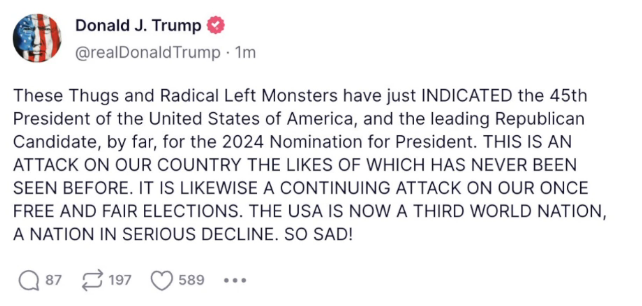 Donald J. Trump
@realDonaldTrump · 1m
These Thugs and Radical Left Monsters have just INDICATED the 45th
President of the United States of America, and the leading Republican
Candidate, by far, for the 2024 Nomination for President. THIS IS AN
ATTACK ON OUR COUNTRY THE LIKES OF WHICH HAS NEVER BEEN
SEEN BEFORE. IT IS LIKEWISE A CONTINUING ATTACK ON OUR ONCE
FREE AND FAIR ELECTIONS. THE USA IS NOW A THIRD WORLD NATION,
A NATION IN SERIOUS DECLINE. SO SAD!
87 197 589